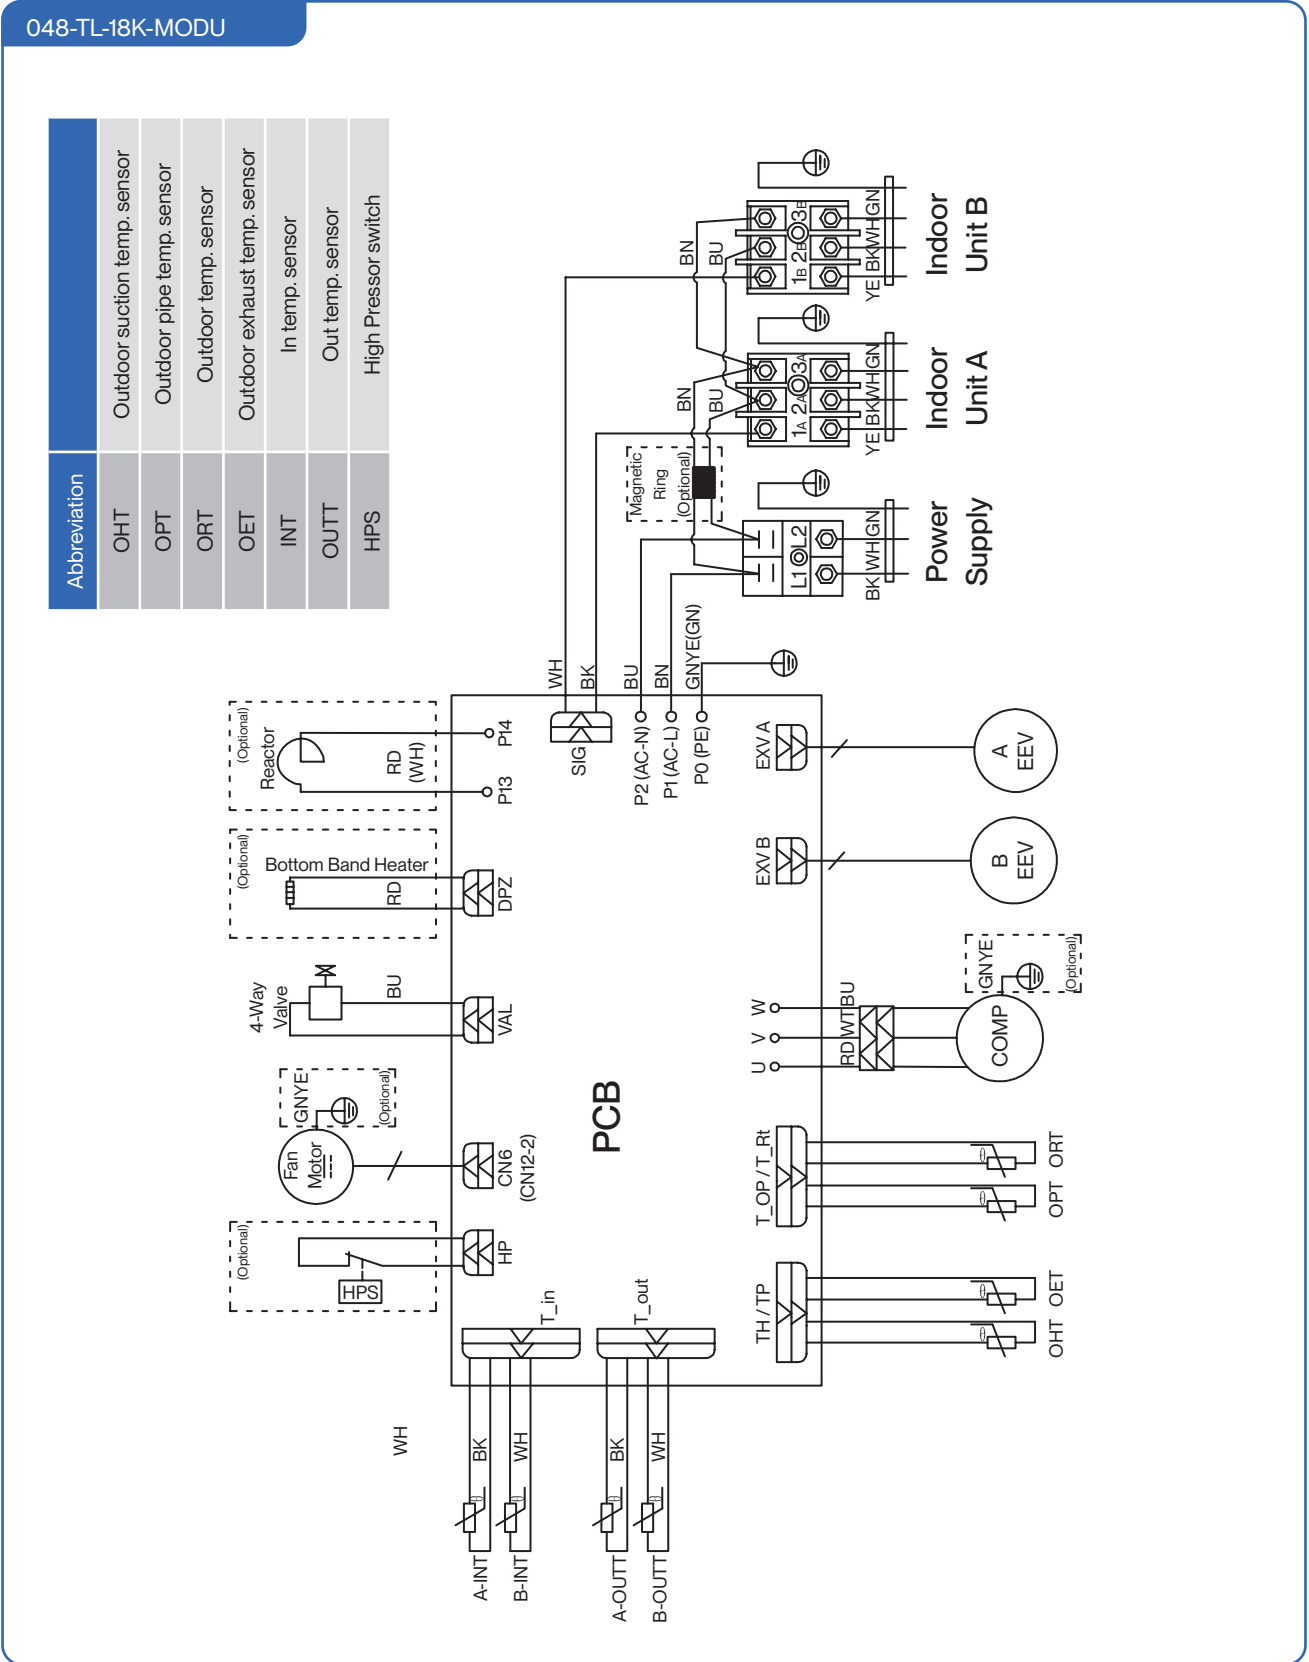 048-TL-18K-MODU
Abbreviation
OHT Outdoor suction temp. sensor
OPT Outdoor pipe temp. sensor
ORT Outdoor temp. sensor
OET Outdoor exhaust temp. sensor
INT In temp. sensor
OUTT Out temp. sensor
HPS High Pressor switch
(Optional)
HPS
HP
Fan
Motor
GNYE
(Optional)
CN6
(CN12-2)
4-Way
Valve
BU
VAL
(Optional)
Bottom Band Heater
RD
DPZ
(Optional)
Reactor
RD
(WH)
P13
P14
WH
BK
SIG
BU
BN
GNYE(GN)
P2 (AC-N)
P1 (AC-L)
P0 (PE)
Magnetic
Ring
(Optional)
BN
BU
BN
BU
L1
L2
BK
WH
GN
Power
Supply
1A
2A
3A
YE
BK
WH
GN
Indoor
Unit A
1B
2B
3B
YE
BK
WH
GN
Indoor
Unit B
PCB
WH
T_in
BK
WH
A-INT
B-INT
T_out
BK
WH
A-OUTT
B-OUTT
TH / TP
θ
θ
OHT
OET
T_OP / T_Rt
θ
θ
OPT
ORT
U
V
W
RD
WT
BU
COMP
GNYE
(Optional)
EXV B
B
EEV
EXV A
A
EEV
θ
θ
θ
θ